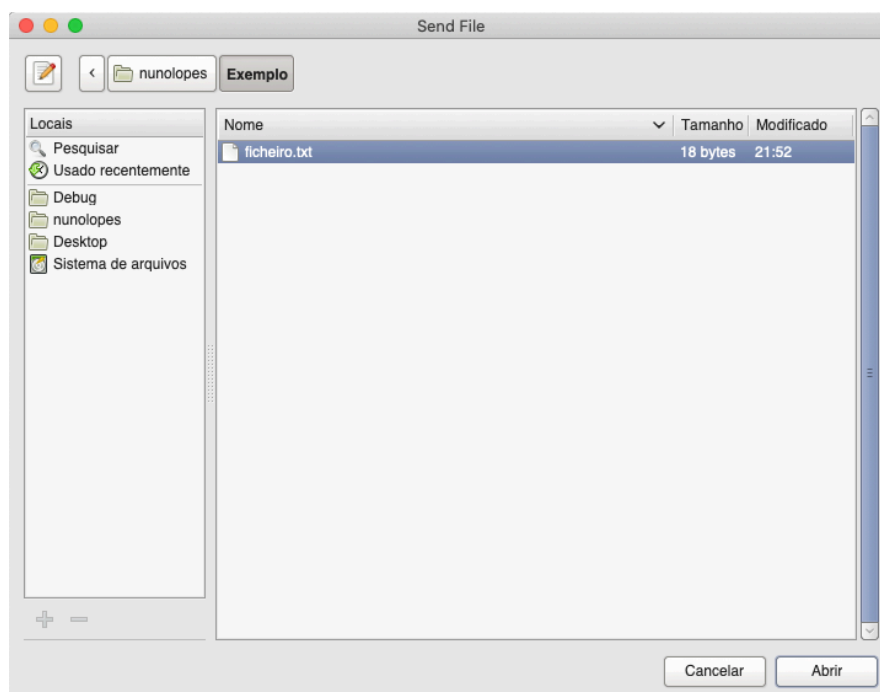 Send File
nunolopes Exemplo
Locais
Pesquisar
Usado recentemente
Debug
nunolopes
Desktop
Sistema de arquivos
Nome Tamanho Modificado
ficheiro.txt 18 bytes 21:52
Cancelar Abrir